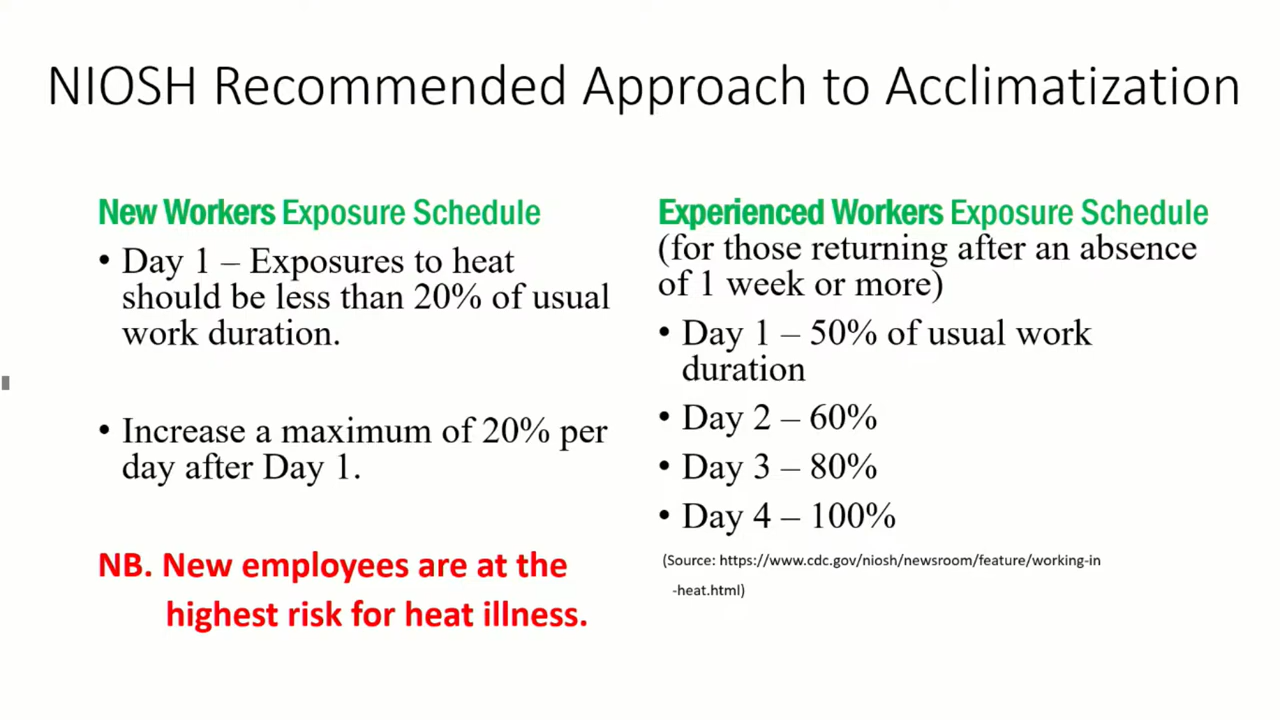 NIOSH Recommended Approach to Acclimatization
New Workers Exposure Schedule
• Day 1 – Exposures to heat
should be less than 20% of usual
work duration.
• Increase a maximum of 20% per
day after Day 1.
NB. New employees are at the
highest risk for heat illness.
Experienced Workers Exposure Schedule
(for those returning after an absence
of 1 week or more)
• Day 1 – 50% of usual work
duration
• Day 2 – 60%
• Day 3 – 80%
• Day 4 – 100%
(Source: https://www.cdc.gov/niosh/newsroom/feature/working-in
-heat.html)